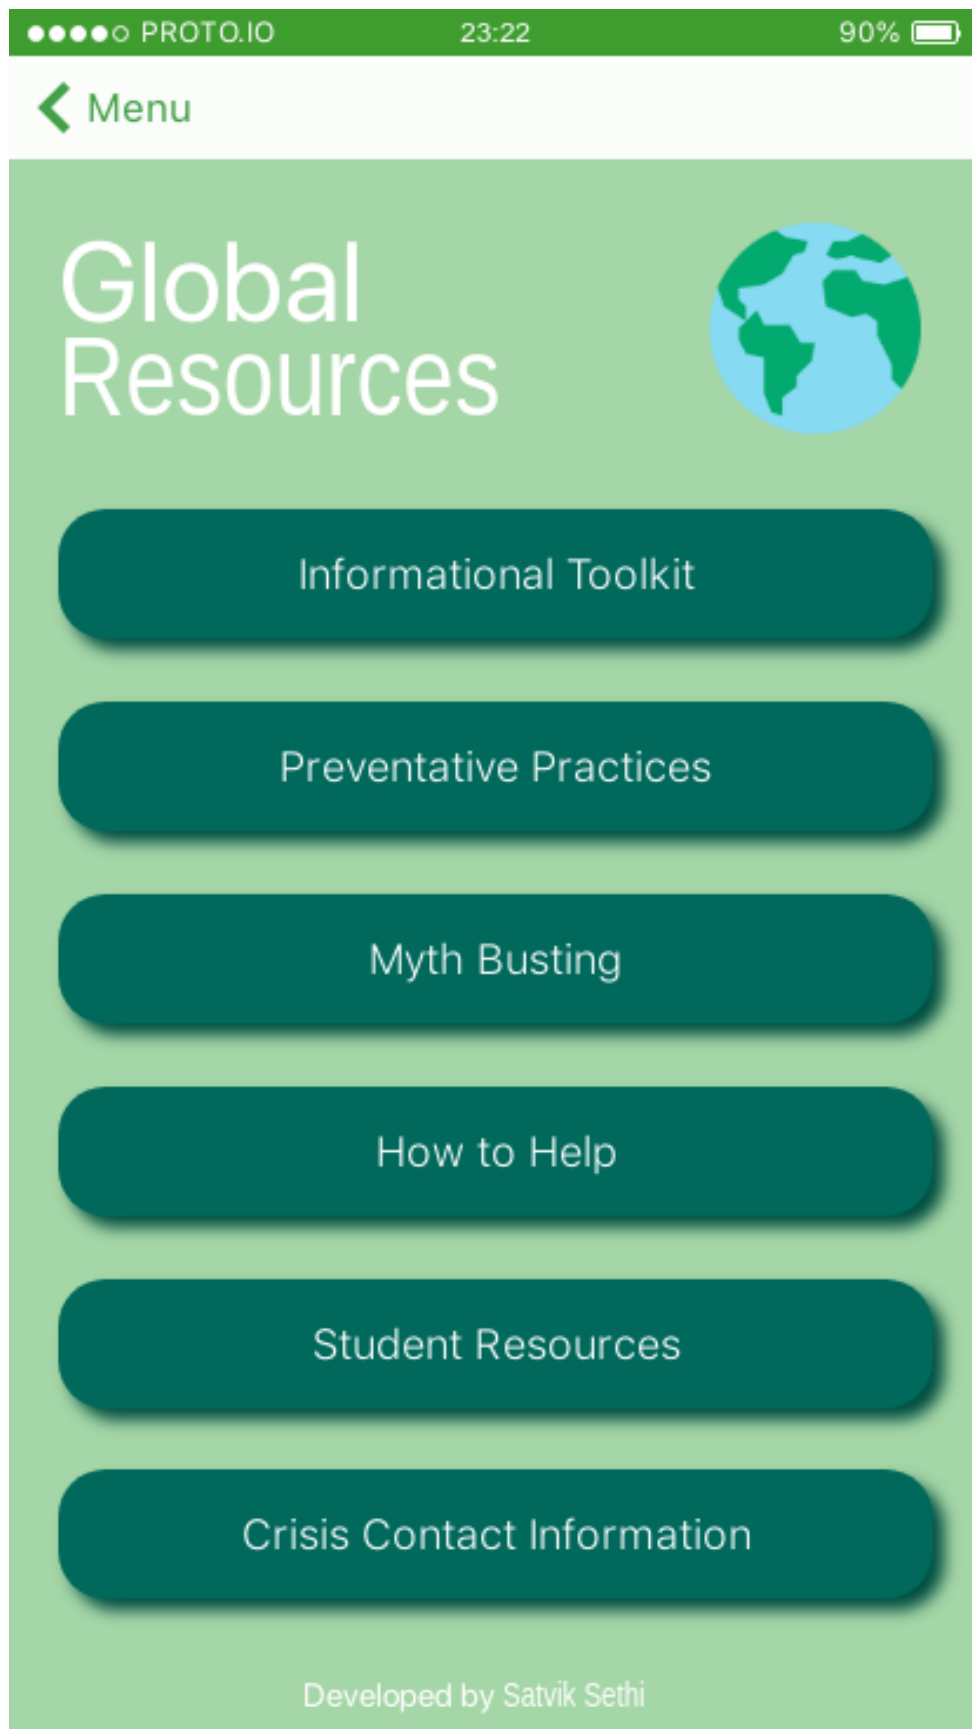 PROTO.IO 23:22 90%
Menu
Global
Resources
Informational Toolkit
Preventative Practices
Myth Busting
How to Help
Student Resources
Crisis Contact Information
Developed by Satvik Sethi